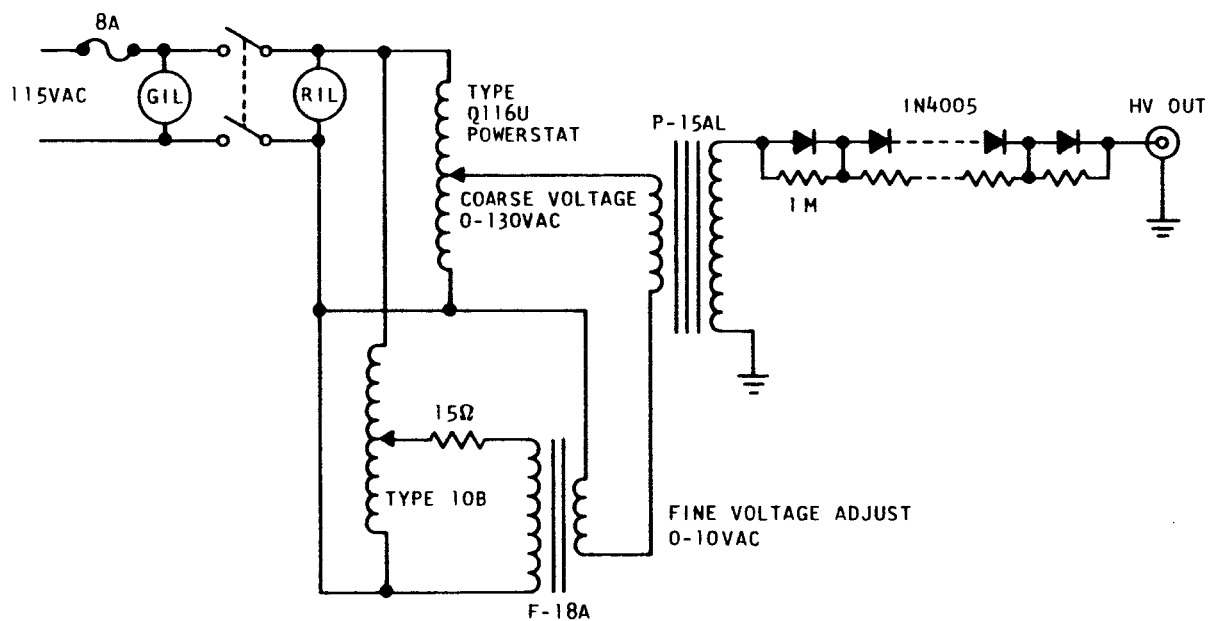 8A
115VAC
GIL
RIL
TYPE
Q116U
POWERSTAT
COARSE VOLTAGE
0-130VAC
P-15AL
1N4005
HV OUT
1M
15Ω
TYPE 10B
FINE VOLTAGE ADJUST
0-10VAC
F-18A